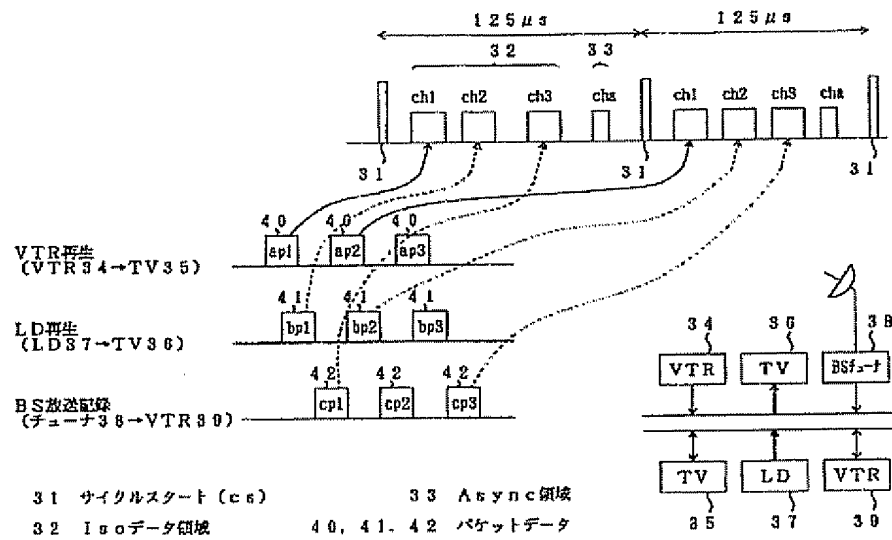 125μs 125μs
32 33
ch1 ch2 ch3 cha ch1 ch2 ch3 cha
31 31 31
40 40 40
VTR再生
(VTR34→TV35)
ap1 ap2 ap3
41 41 41
LD再生
(LD37→TV36)
bp1 bp2 bp3
42 42 42
BS放送記録
(チューナ38→VTR39)
cp1 cp2 cp3
34 36 38
VTR TV BSチューナ
TV LD VTR
35 37 39
31 サイクルスタート(cs)
33 Async領域
32 Isoデータ領域
40, 41, 42 パケットデータ